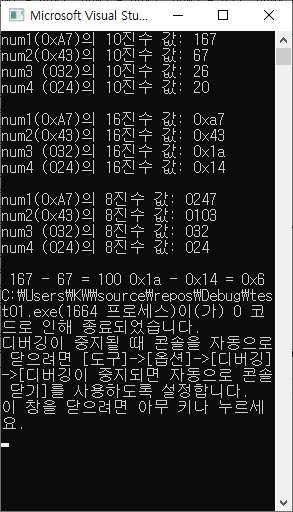 Microsoft Visual Stu...
num1(0xA7)의 10진수 값: 167
num2(0x43)의 10진수 값: 67
num3 (032)의 10진수 값: 26
num4 (024)의 10진수 값: 20
num1(0xA7)의 16진수 값: 0xa7
num2(0x43)의 16진수 값: 0x43
num3 (032)의 16진수 값: 0x1a
num4 (024)의 16진수 값: 0x14
num1(0xA7)의 8진수 값: 0247
num2(0x43)의 8진수 값: 0103
num3 (032)의 8진수 값: 032
num4 (024)의 8진수 값: 024
167 - 67 = 100 0x1a - 0x14 = 0x6
C:₩Users₩KW₩source₩repos₩Debug₩tes
t01.exe(1664 프로세스)이(가) 0 코
드로 인해 종료되었습니다.
디버깅이 중지될 때 콘솔을 자동으로
닫으려면 [도구]->[옵션]->[디버깅]
->[디버깅이 중지되면 자동으로 콘솔
닫기]를 사용하도록 설정합니다.
이 창을 닫으려면 아무 키나 누르세
요.